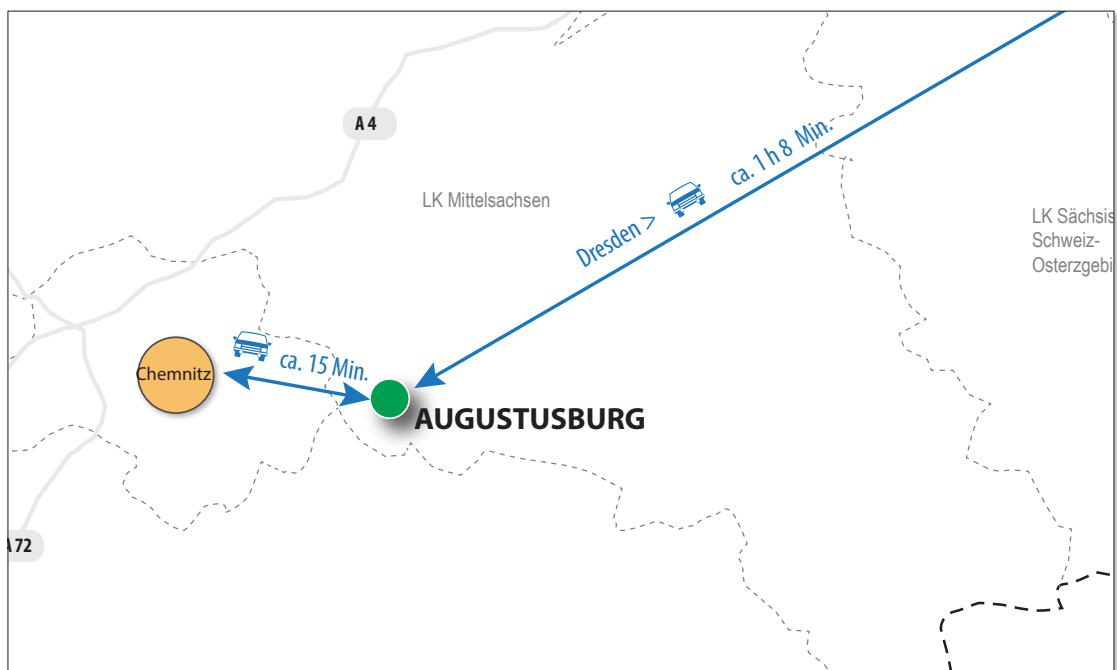 A 4
ca. 1 h 8 Min.
Dresden >
LK Mittelsachsen
LK Sächsis
Schweiz-
Osterzgebi
Chemnitz
ca. 15 Min.
AUGUSTUSBURG
A 72